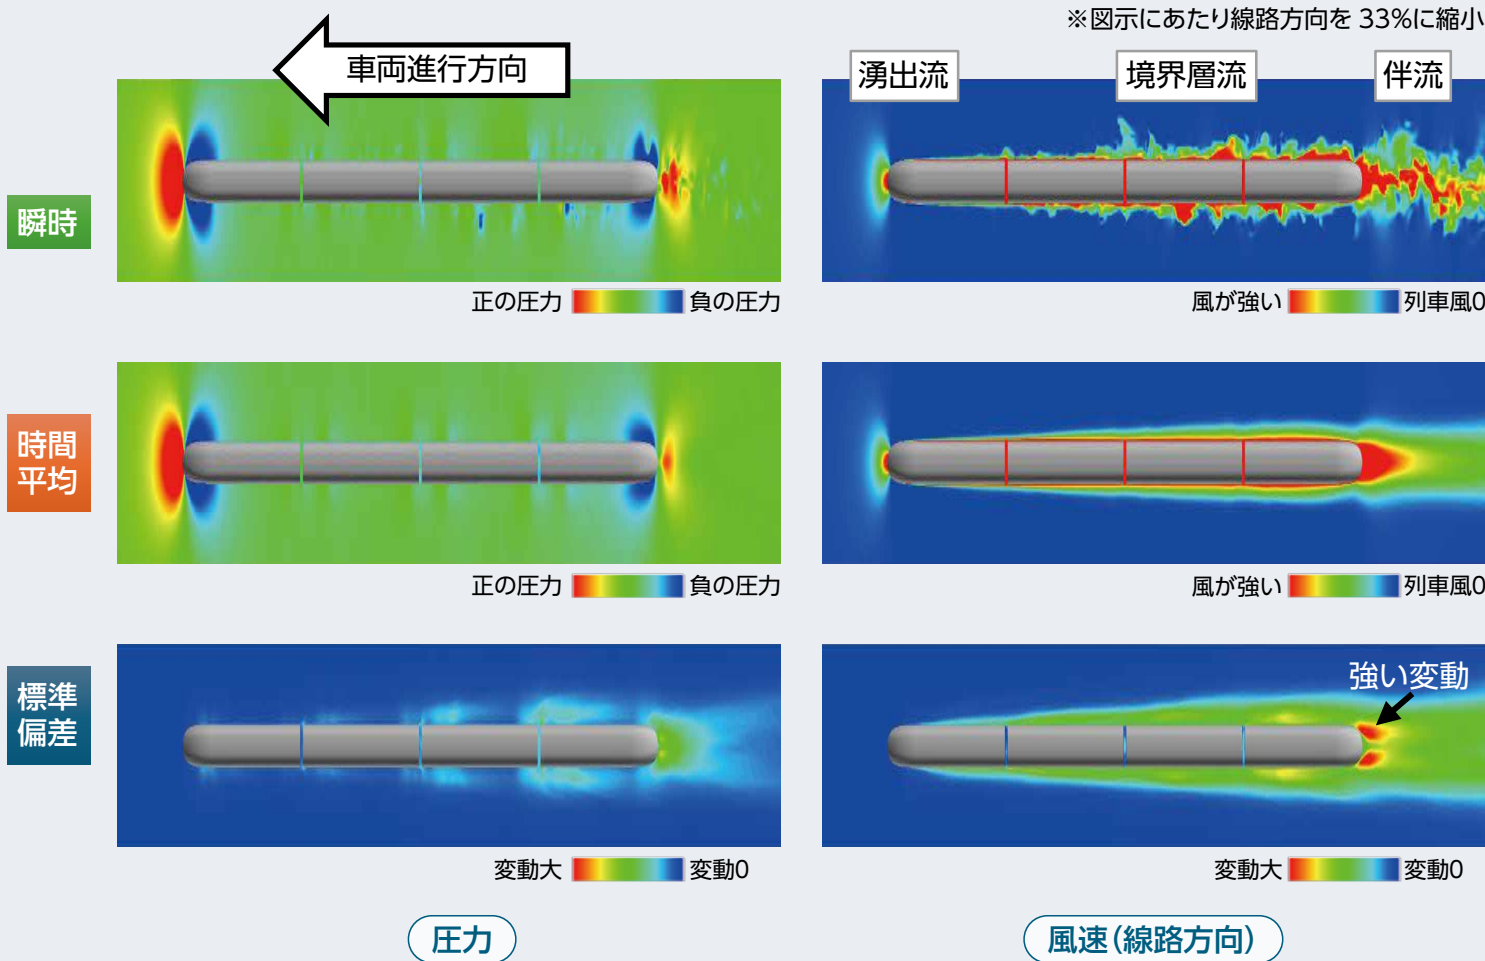 ※図示にあたり線路方向を 33%に縮小
車両進行方向
湧出流
境界層流
伴流
瞬時
正の圧力
負の圧力
風が強い
列車風0
時間
平均
正の圧力
負の圧力
風が強い
列車風0
標準
偏差
強い変動
変動大
変動0
変動大
変動0
圧力
風速(線路方向)